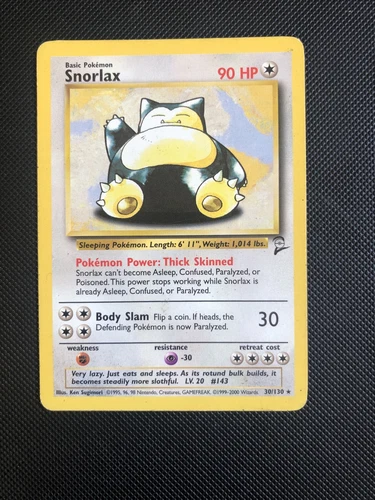 Basic Pokémon
Snorlax
90 HP
Sleeping Pokémon. Length: 6' 11", Weight: 1,014 lbs.
Pokémon Power: Thick Skinned
Snorlax can't become Asleep, Confused, Paralyzed, or
Poisoned. This power stops working while Snorlax is
already Asleep, Confused, or Paralyzed.
Body Slam Flip a coin. If heads, the
Defending Pokémon is now Paralyzed.
30
weakness
resistance
retreat cost
-30
Very lazy. Just eats and sleeps. As its rotund bulk builds, it
becomes steadily more slothful. LV. 20 #143
Illus. Ken Sugimori ©1995, 96, 98 Nintendo, Creatures, GAMEFREAK. ©1999-2000 Wizards. 30/130